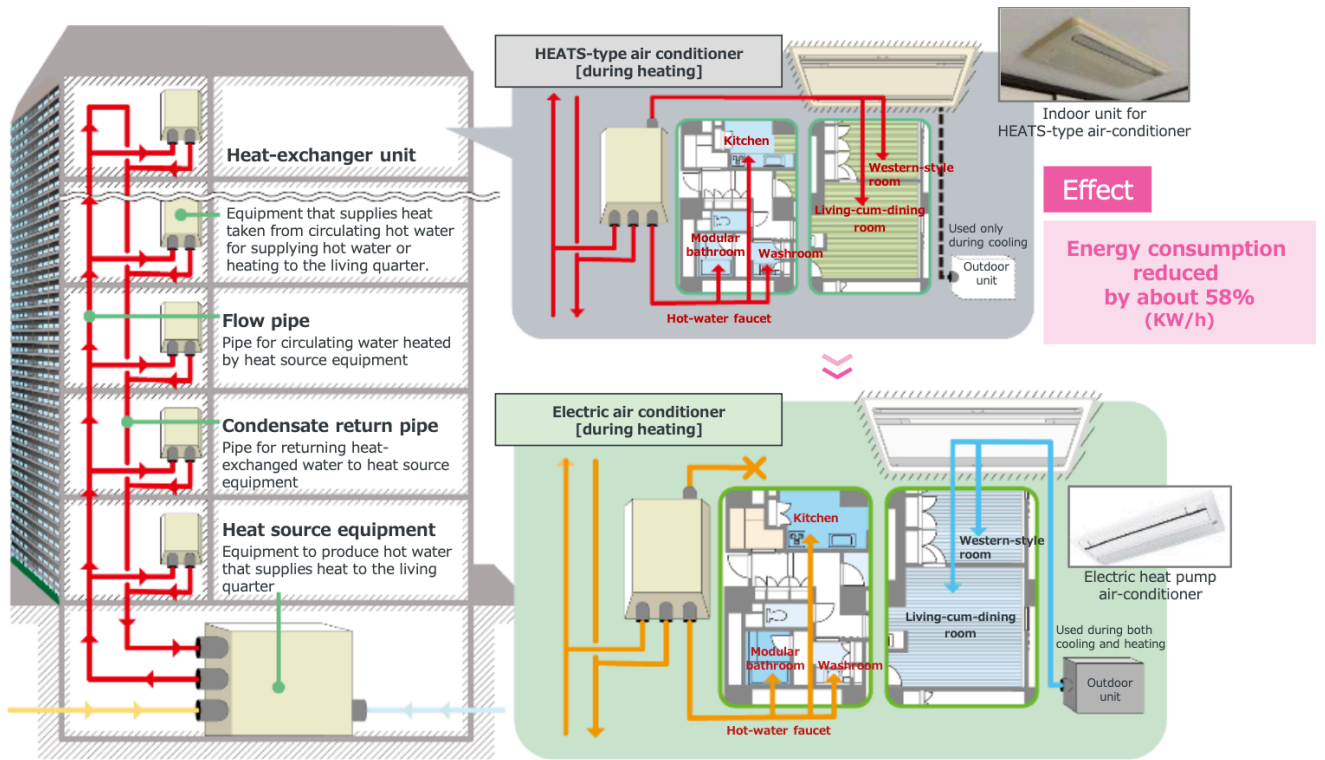 Heat-exchanger unit
Equipment that supplies heat
taken from circulating hot water
for supplying hot water or
heating to the living quarter.
Flow pipe
Pipe for circulating water heated
by heat source equipment
Condensate return pipe
Pipe for returning heat-
exchanged water to heat source
equipment
Heat source equipment
Equipment to produce hot water
that supplies heat to the living
quarter
HEATS-type air conditioner
[during heating]
Kitchen
Western-style
room
Living-cum-dining
room
Modular
bathroom
Washroom
Hot-water faucet
Used only
during cooling
Outdoor
unit
Indoor unit for
HEATS-type air-conditioner
Effect
Energy consumption
reduced
by about 58%
(KW/h)
Electric air conditioner
[during heating]
Kitchen
Western-style
room
Living-cum-dining
room
Modular
bathroom
Washroom
Hot-water faucet
Electric heat pump
air-conditioner
Used during both
cooling and heating
Outdoor
unit